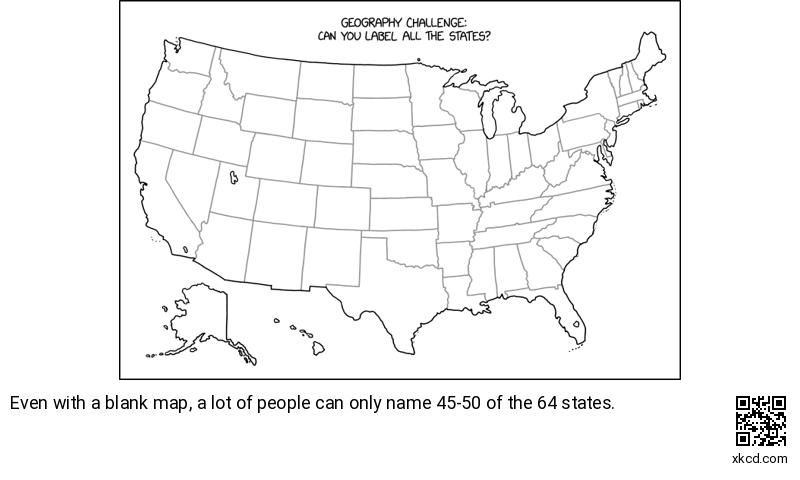 GEOGRAPHY CHALLENGE:
CAN YOU LABEL ALL THE STATES?
Even with a blank map, a lot of people can only name 45-50 of the 64 states.
xkcd.com